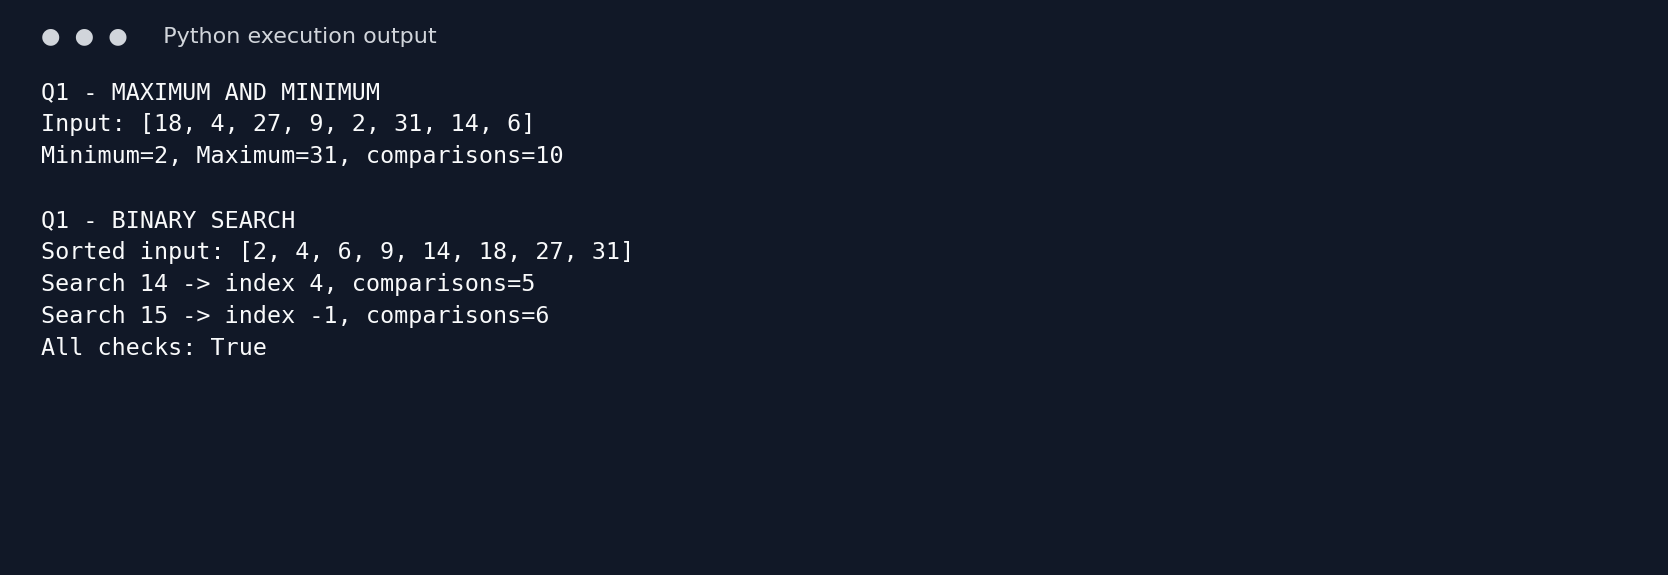 Python execution output
Q1 - MAXIMUM AND MINIMUM
Input: [18, 4, 27, 9, 2, 31, 14, 6]
Minimum=2, Maximum=31, comparisons=10
Q1 - BINARY SEARCH
Sorted input: [2, 4, 6, 9, 14, 18, 27, 31]
Search 14 -> index 4, comparisons=5
Search 15 -> index -1, comparisons=6
All checks: True